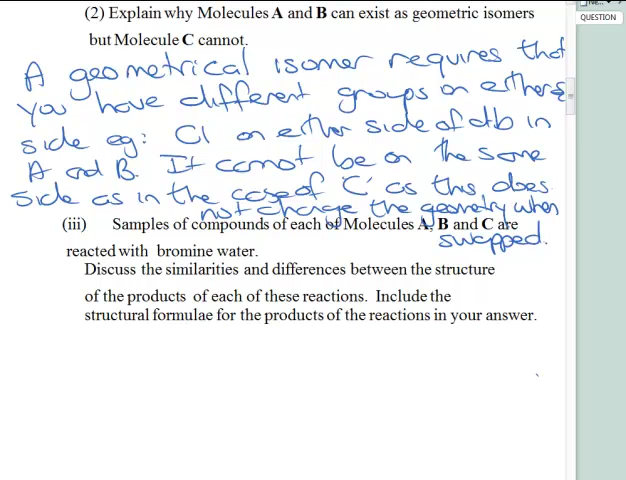 (2) Explain why Molecules A and B can exist as geometric isomers
QUESTION
but Molecule C cannot.
A geometrical isomer requires that
you have different groups on either
side eg: Cl on either side of db in
A and B. It cannot be on the same
side as in the case of 'C' as this does
not change the geometry when
(iii) Samples of compounds of each of Molecules A, B and C are
swapped.
reacted with bromine water.
Discuss the similarities and differences between the structure
of the products of each of these reactions. Include the
structural formulae for the products of the reactions in your answer.